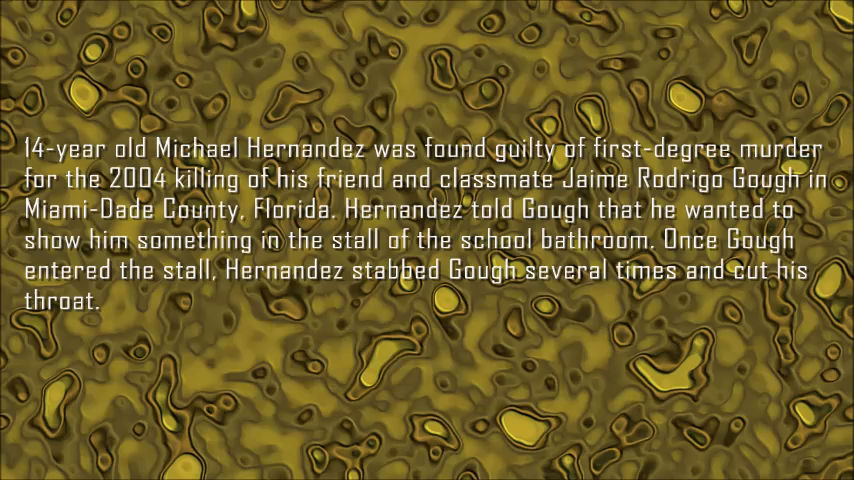 14-year old Michael Hernandez was found guilty of first-degree murder
for the 2004 killing of his friend and classmate Jaime Rodrigo Gough in
Miami-Dade County, Florida. Hernandez told Gough that he wanted to
show him something in the stall of the school bathroom. Once Gough
entered the stall, Hernandez stabbed Gough several times and cut his
throat.